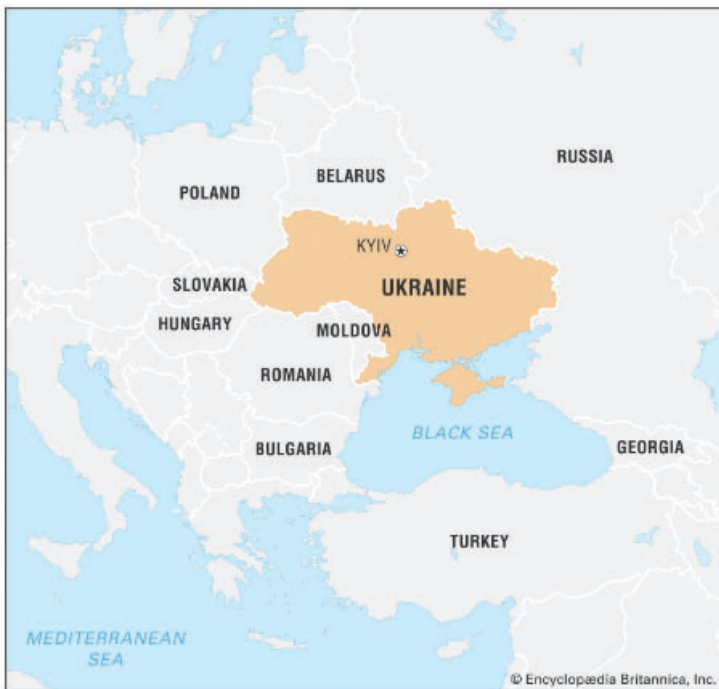 RUSSIA
BELARUS
POLAND
KYIV
UKRAINE
SLOVAKIA
HUNGARY
MOLDOVA
ROMANIA
BLACK SEA
BULGARIA
GEORGIA
TURKEY
MEDITERRANEAN
SEA
© Encyclopædia Britannica, Inc.